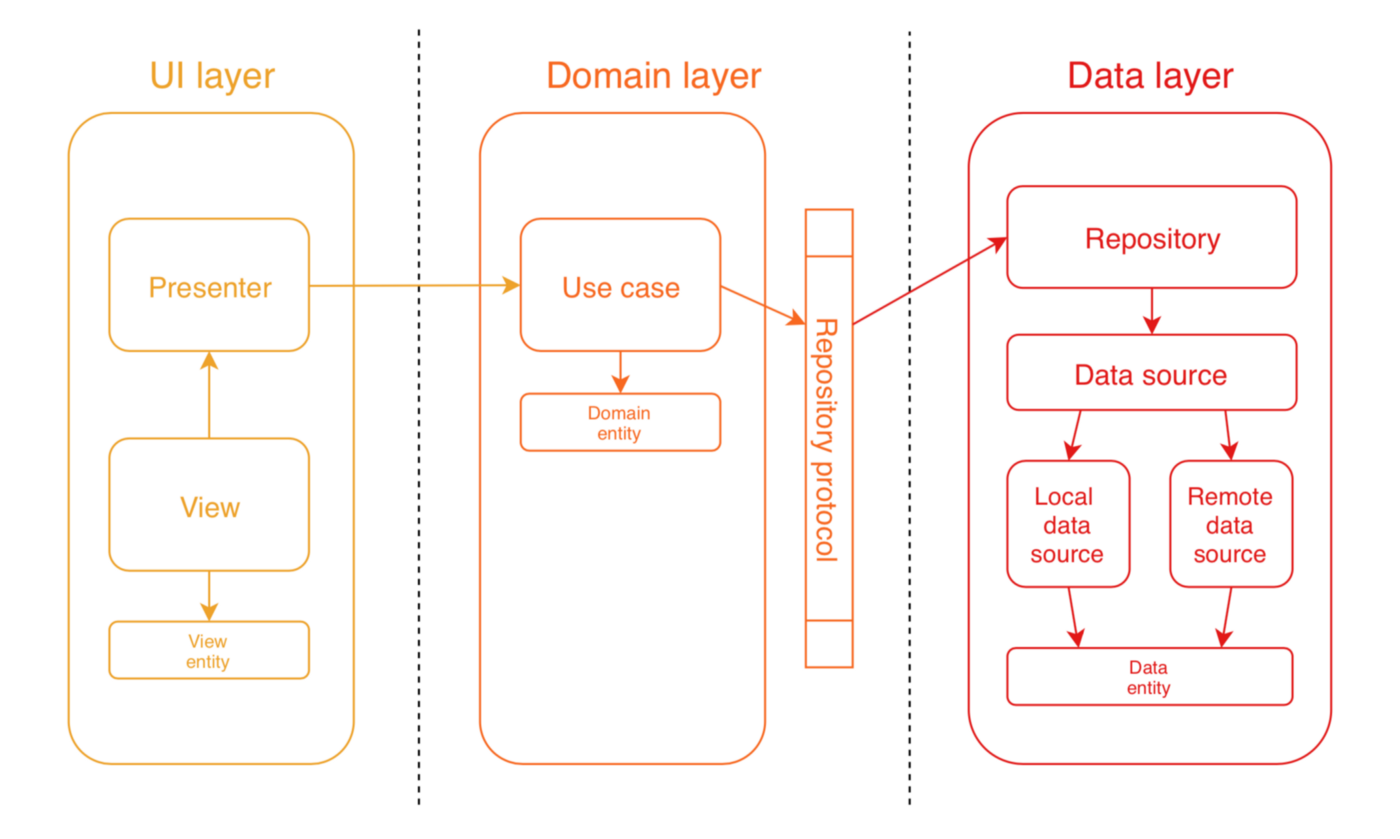 UI layer
Domain layer
Data layer
Presenter
View
View
entity
Use case
Domain
entity
Repository protocol
Repository
Data source
Local
data
source
Remote
data
source
Data
entity